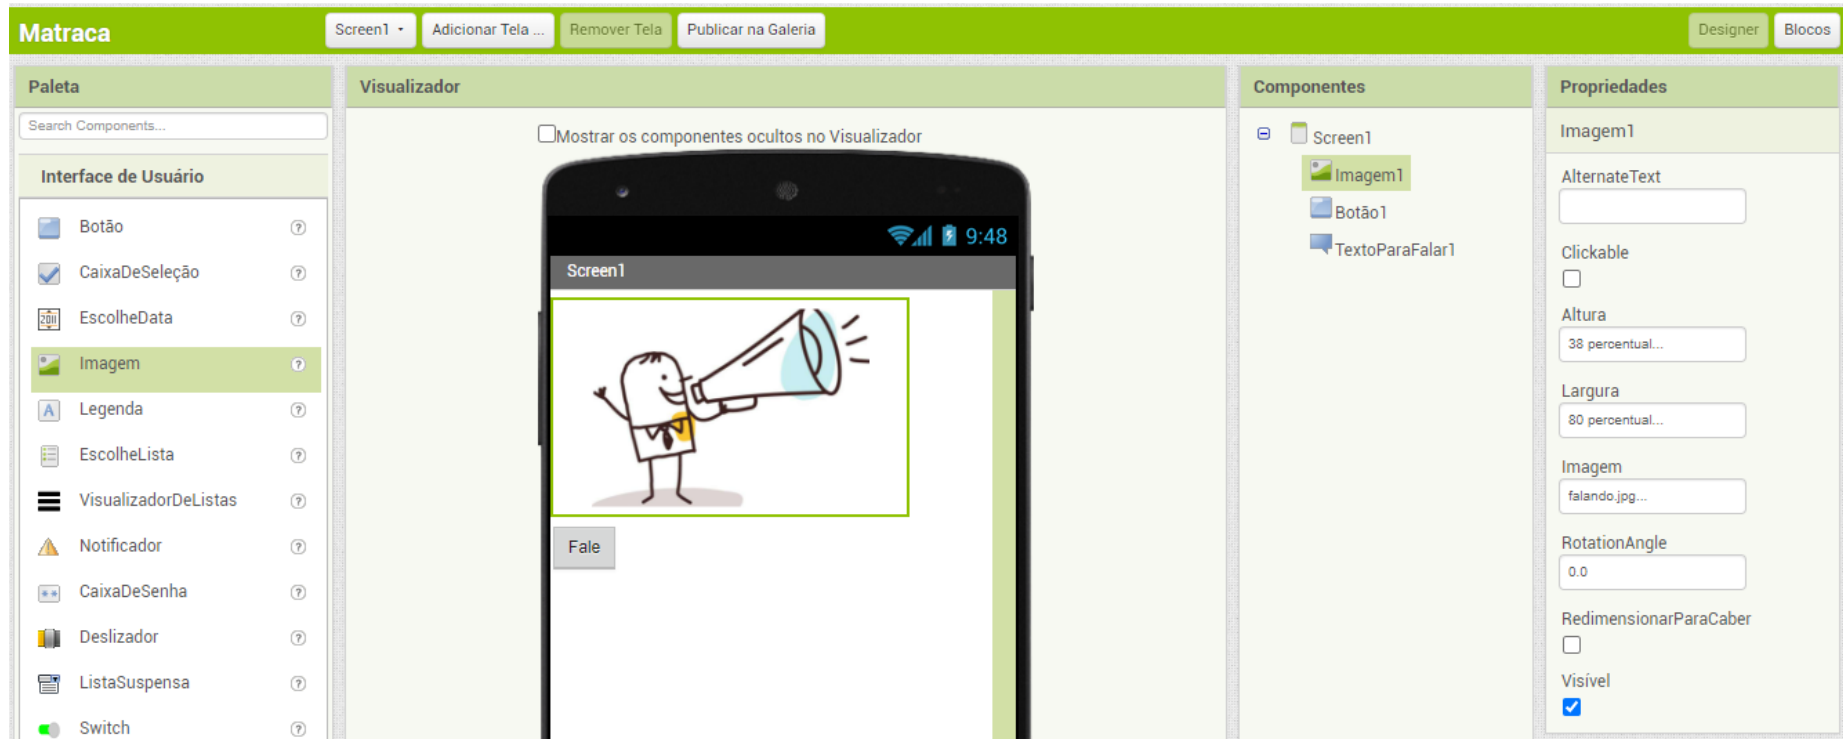 Matraca
Screen1
Adicionar Tela ...
Remover Tela
Publicar na Galeria
Designer
Blocos
Paleta
Search Components...
Interface de Usuário
Botão
CaixaDeSeleção
2011
EscolheData
Imagem
A
Legenda
EscolheLista
VisualizadorDeListas
Notificador
CaixaDeSenha
Deslizador
ListaSuspensa
Switch
Visualizador
Mostrar os componentes ocultos no Visualizador
9:48
Screen1
Fale
Componentes
Screen1
Imagem1
Botão1
TextoParaFalar1
Propriedades
Imagem1
AlternateText
Clickable
Altura
38 percentual...
Largura
80 percentual...
Imagem
falando.jpg...
RotationAngle
0.0
RedimensionarParaCaber
Visível